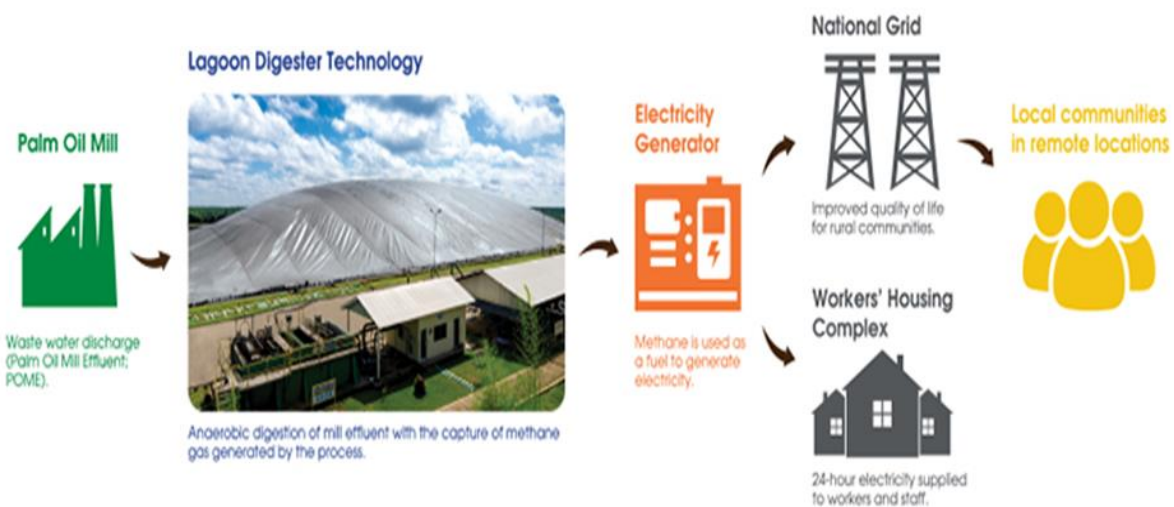 Palm Oil Mill
Waste water discharge
(Palm Oil Mill Effluent;
POME).
Lagoon Digester Technology
Anaerobic digestion of mill effluent with the capture of methane
gas generated by the process.
Electricity
Generator
Methane is used as
a fuel to generate
electricity.
National Grid
Improved quality of life
for rural communities.
Workers' Housing
Complex
24-hour electricity supplied
to workers and staff.
Local communities
in remote locations